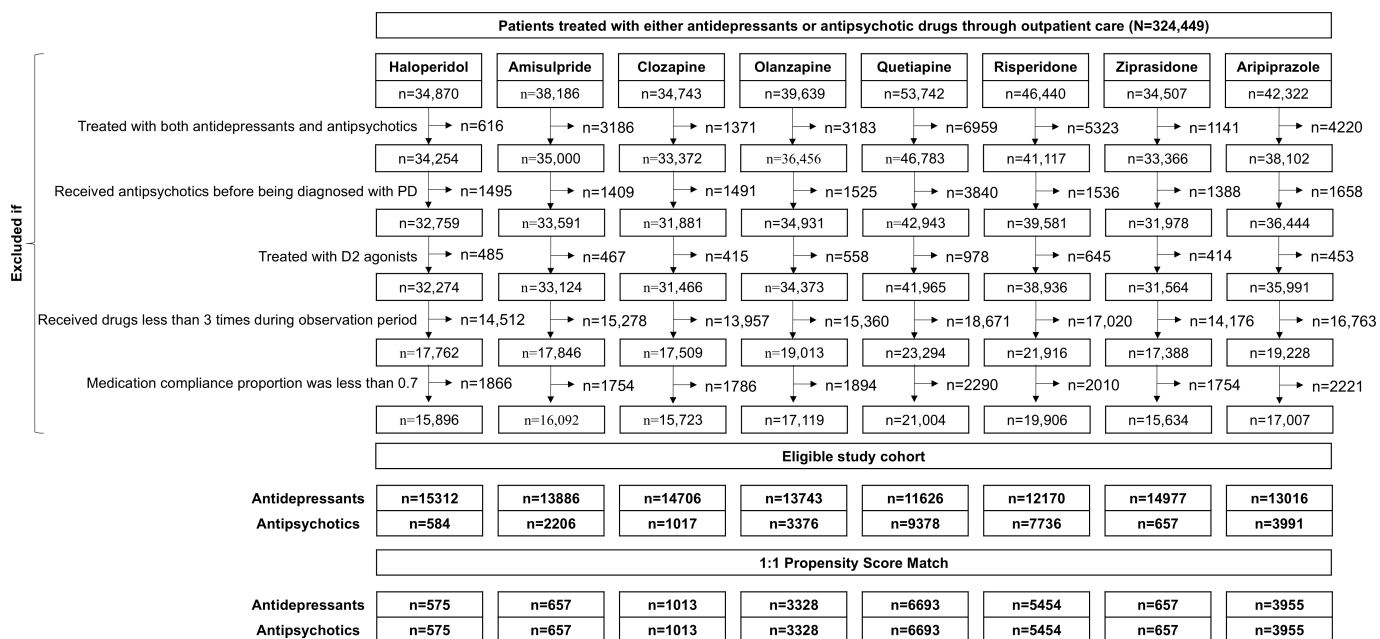 Patients treated with either antidepressants or antipsychotic drugs through outpatient care (N=324,449)
Haloperidol Amisulpride Clozapine Olanzapine Quetiapine Risperidone Ziprasidone Aripiprazole
n=34,870 n=38,186 n=34,743 n=39,639 n=53,742 n=46,440 n=34,507 n=42,322
Treated with both antidepressants and antipsychotics n=616 n=3186 n=1371 n=3183 n=6959 n=5323 n=1141 n=4220
n=34,254 n=35,000 n=33,372 n=36,456 n=46,783 n=41,117 n=33,366 n=38,102
Received antipsychotics before being diagnosed with PD n=1495 n=1409 n=1491 n=1525 n=3840 n=1536 n=1388 n=1658
n=32,759 n=33,591 n=31,881 n=34,931 n=42,943 n=39,581 n=31,978 n=36,444
Excluded if
Treated with D2 agonists n=485 n=467 n=415 n=558 n=978 n=645 n=414 n=453
n=32,274 n=33,124 n=31,466 n=34,373 n=41,965 n=38,936 n=31,564 n=35,991
Received drugs less than 3 times during observation period n=14,512 n=15,278 n=13,957 n=15,360 n=18,671 n=17,020 n=14,176 n=16,763
n=17,762 n=17,846 n=17,509 n=19,013 n=23,294 n=21,916 n=17,388 n=19,228
Medication compliance proportion was less than 0.7 n=1866 n=1754 n=1786 n=1894 n=2290 n=2010 n=1754 n=2221
n=15,896 n=16,092 n=15,723 n=17,119 n=21,004 n=19,906 n=15,634 n=17,007
Eligible study cohort
Antidepressants n=15312 n=13886 n=14706 n=13743 n=11626 n=12170 n=14977 n=13016
Antipsychotics n=584 n=2206 n=1017 n=3376 n=9378 n=7736 n=657 n=3991
1:1 Propensity Score Match
Antidepressants n=575 n=657 n=1013 n=3328 n=6693 n=5454 n=657 n=3955
Antipsychotics n=575 n=657 n=1013 n=3328 n=6693 n=5454 n=657 n=3955